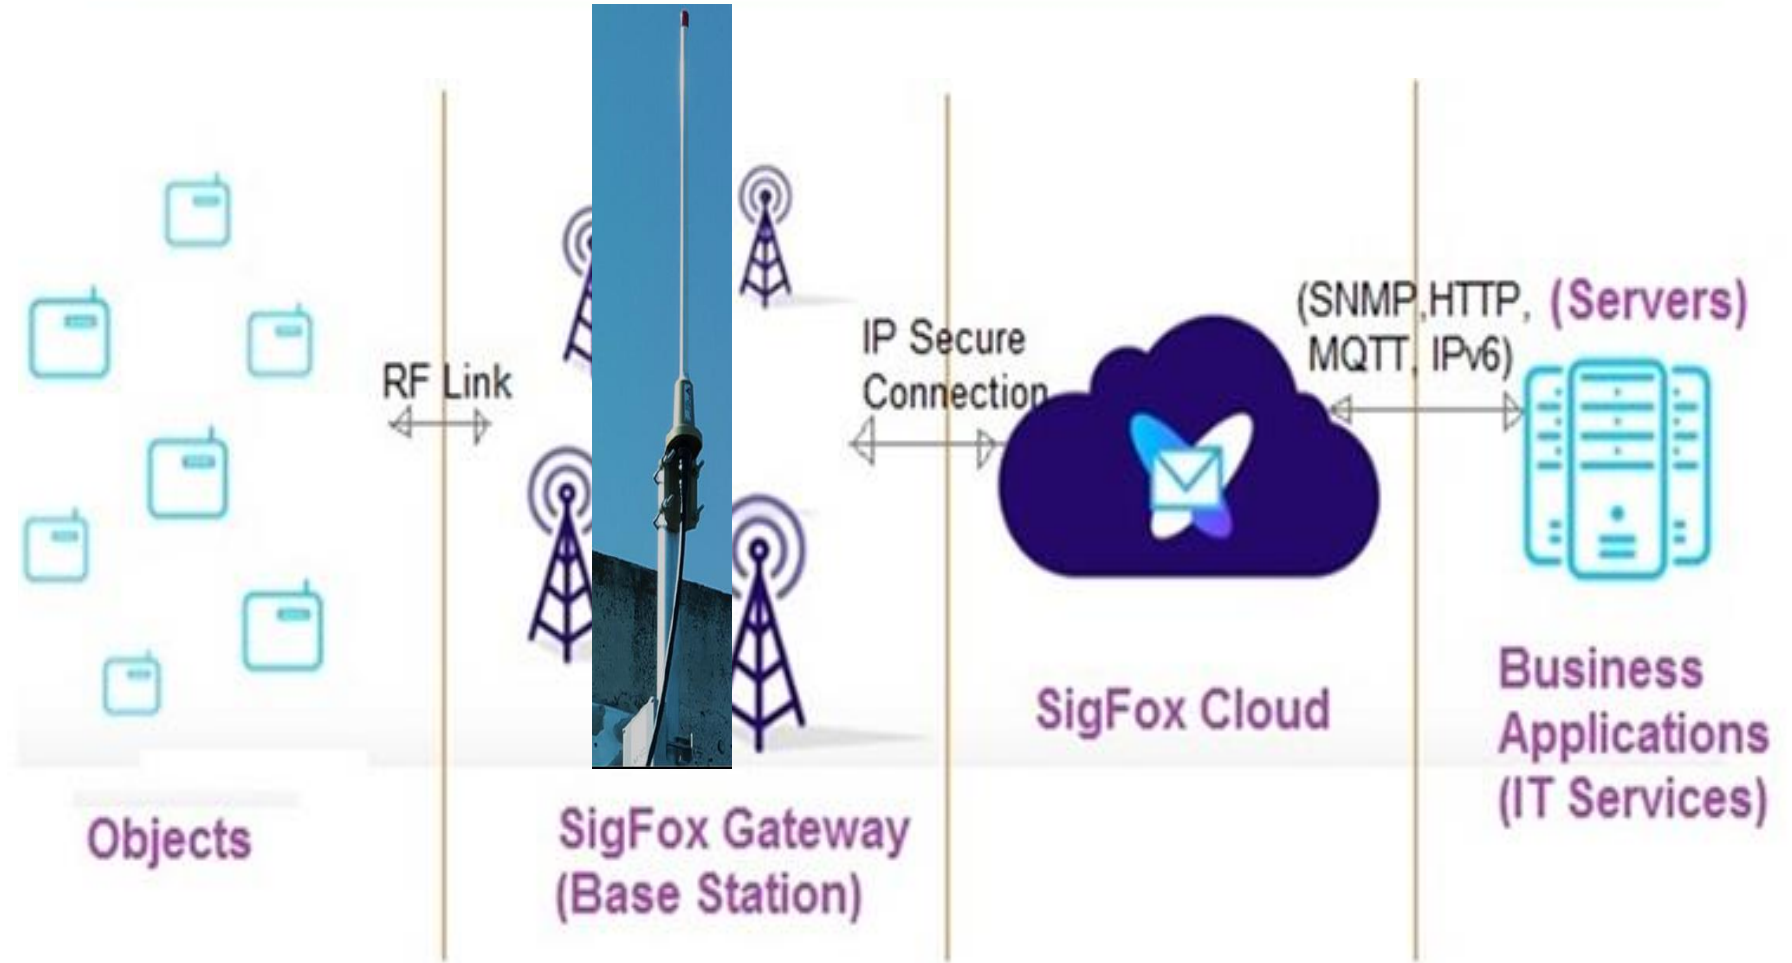 RF Link
IP Secure
Connection
(SNMP,HTTP,
MQTT, IPv6)
(Servers)
Objects
SigFox Gateway
(Base Station)
SigFox Cloud
Business
Applications
(IT Services)